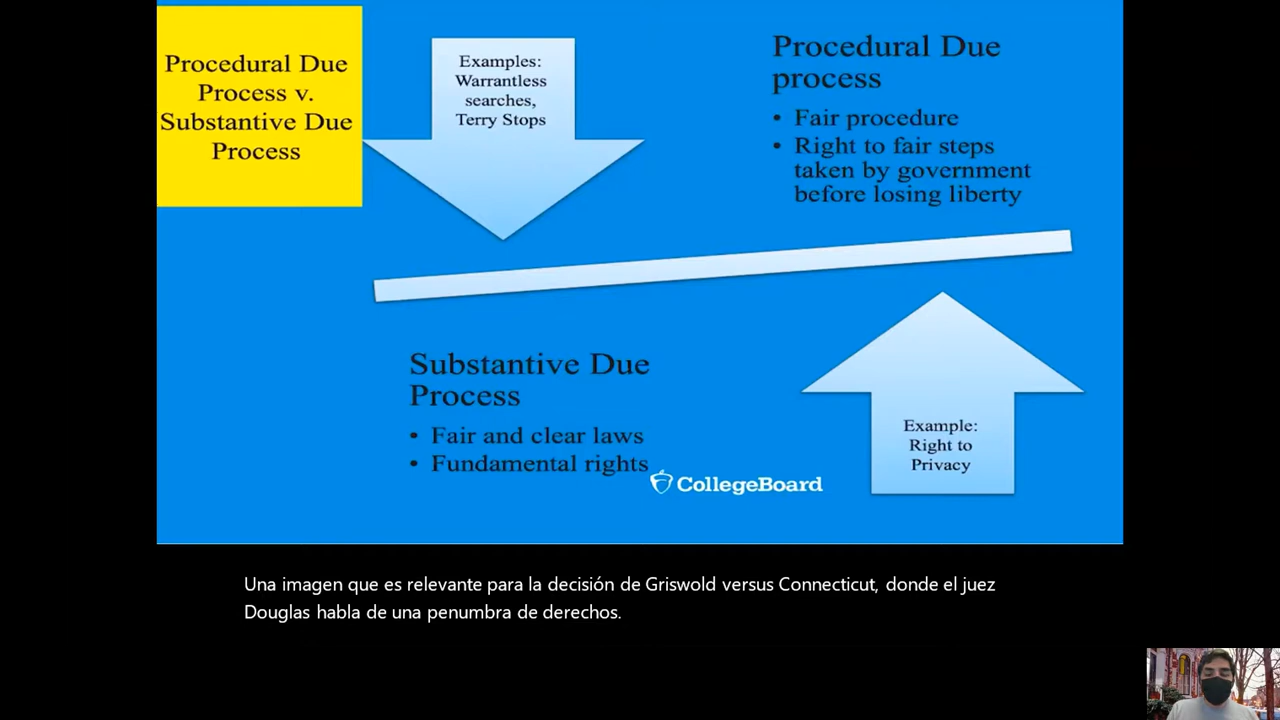 Procedural Due
Process v.
Substantive Due
Process
Examples:
Warrantless
searches,
Terry Stops
Procedural Due
process
• Fair procedure
• Right to fair steps
taken by government
before losing liberty
Substantive Due
Process
• Fair and clear laws
• Fundamental rights
CollegeBoard
Example:
Right to
Privacy
Una imagen que es relevante para la decisión de Griswold versus Connecticut, donde el juez
Douglas habla de una penumbra de derechos.